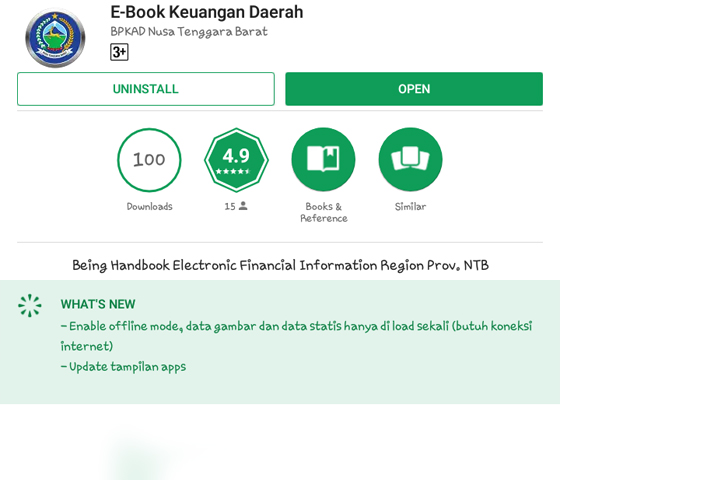 E-Book Keuangan Daerah
BPKAD Nusa Tenggara Barat
3+
UNINSTALL
OPEN
100
4.9
Downloads
15
Books &
Reference
Similar
Being Handbook Electronic Financial Information Region Prov. NTB
WHAT'S NEW
- Enable offline mode, data gambar dan data statis hanya di load sekali (butuh koneksi
internet)
- Update tampilan apps